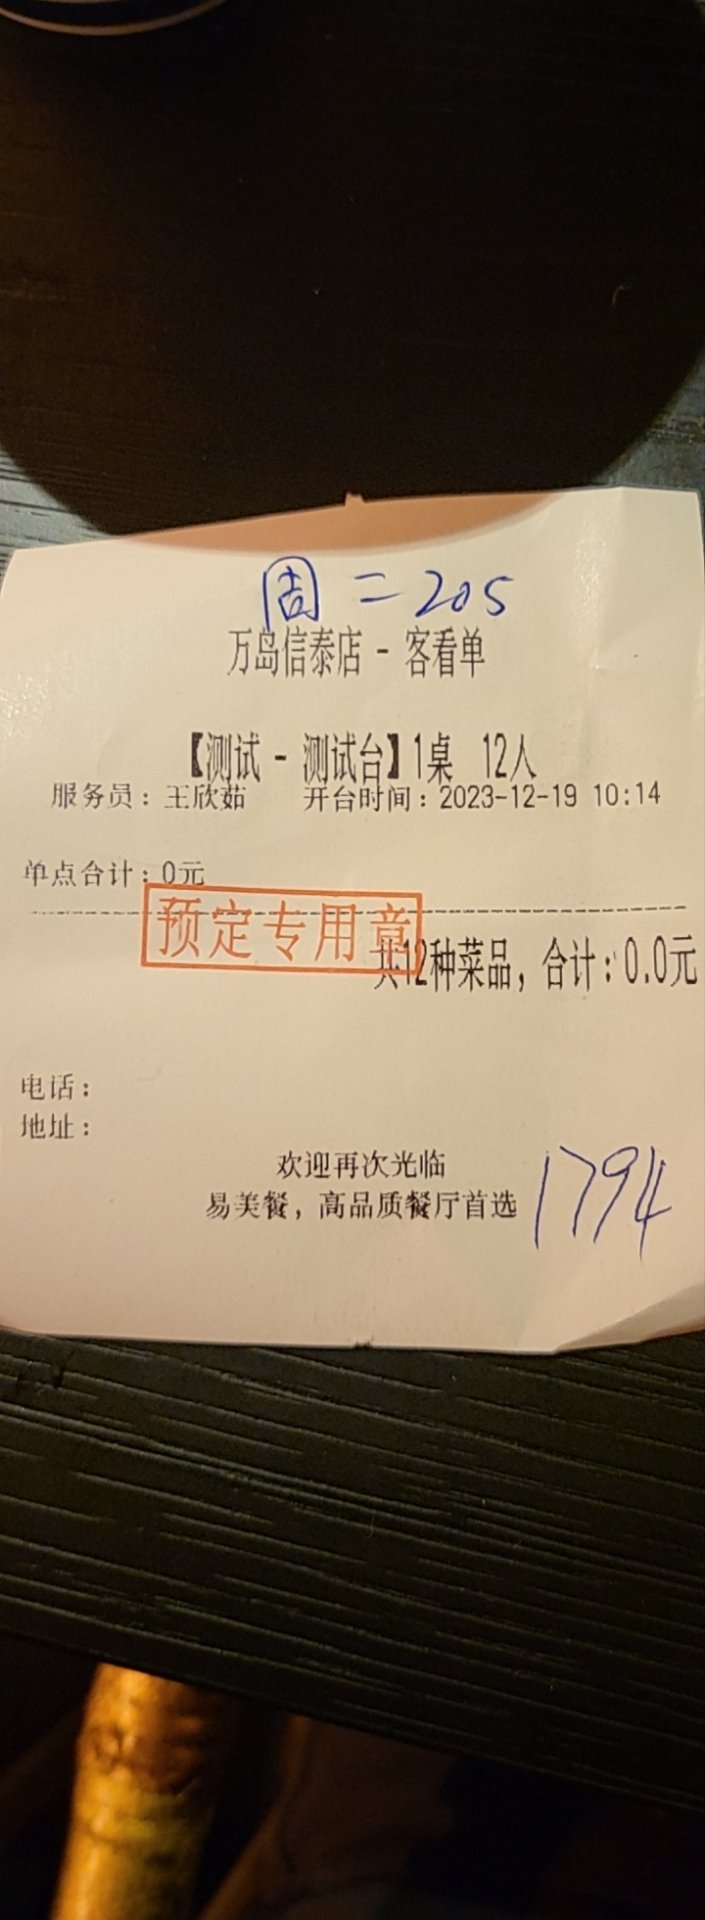 周二 205
万岛信泰店 - 客看单
【测试 - 测试台】1桌 12人
服务员：王欣茹 开台时间：2023-12-19 10:14
单点合计：0元
预定专用章
共12种菜品，合计：0.0元
电话：
地址：
欢迎再次光临
易美餐，高品质餐厅首选
1794